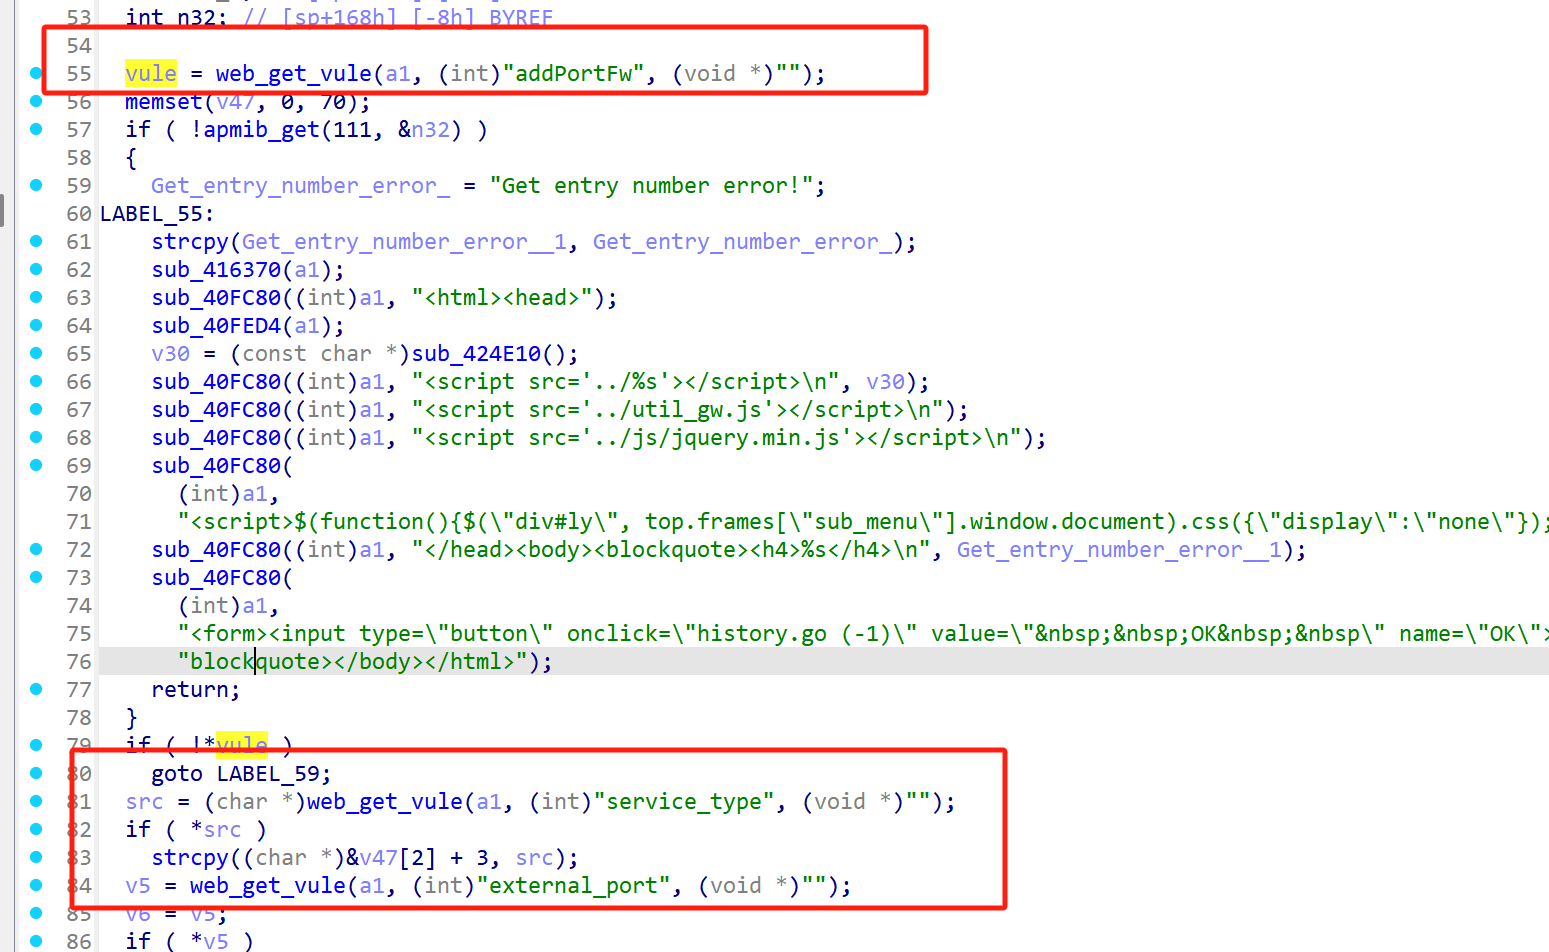 53 int n32; // [sp+168h] [-8h] BYREF
54
55 vule = web_get_vule(a1, (int)"addPortFw", (void *)"");
56 memset(v47, 0, 70);
57 if ( !apmib_get(111, &n32) )
58 {
59 Get_entry_number_error_ = "Get entry number error!";
60 LABEL_55:
61 strcpy(Get_entry_number_error__1, Get_entry_number_error_);
62 sub_416370(a1);
63 sub_40FC80((int)a1, "<html><head>");
64 sub_40FED4(a1);
65 v30 = (const char *)sub_424E10();
66 sub_40FC80((int)a1, "<script src='../%s'></script>\n", v30);
67 sub_40FC80((int)a1, "<script src='../util_gw.js'></script>\n");
68 sub_40FC80((int)a1, "<script src='../js/jquery.min.js'></script>\n");
69 sub_40FC80(
70 (int)a1,
71 "<script>$(function(){$(\"div#ly\", top.frames[\"sub_menu\"].window.document).css({\"display\":\"none\"});
72 sub_40FC80((int)a1, "</head><body><blockquote><h4>%s</h4>\n", Get_entry_number_error__1);
73 sub_40FC80(
74 (int)a1,
75 "<form><input type=\"button\" onclick=\"history.go (-1)\" value=\"&nbsp;&nbsp;OK&nbsp;&nbsp\" name=\"OK\">
76 "blockquote></body></html>");
77 return;
78 }
79 if ( !*vule )
80 goto LABEL_59;
81 src = (char *)web_get_vule(a1, (int)"service_type", (void *)"");
82 if ( *src )
83 strcpy((char *)&v47[2] + 3, src);
84 v5 = web_get_vule(a1, (int)"external_port", (void *)"");
85 v6 = v5;
86 if ( *v5 )